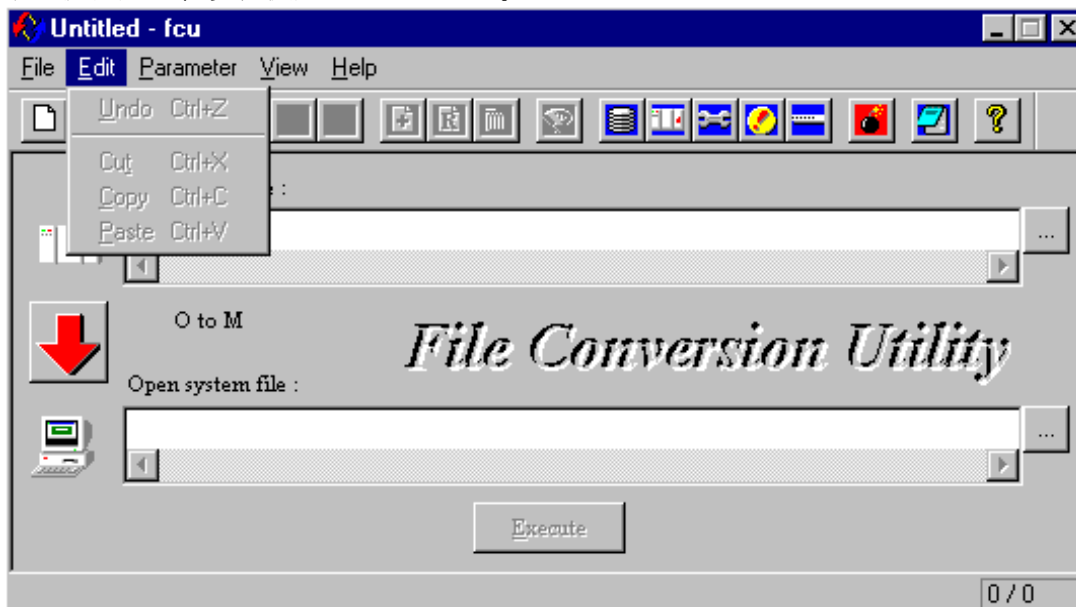 Untitled - fcu
File Edit Parameter View Help
Undo Ctrl+Z
Cut Ctrl+X
Copy Ctrl+C
Paste Ctrl+V
:
...
O to M
File Conversion Utility
Open system file :
...
Execute
0 / 0